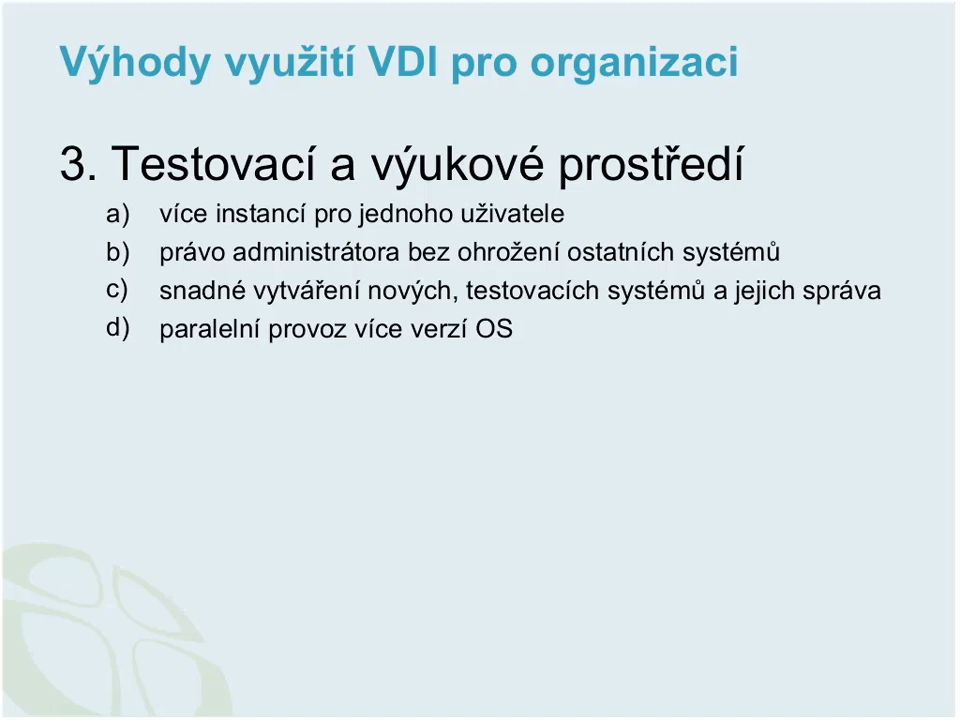 Výhody využití VDI pro organizaci
3. Testovací a výukové prostředí
a) více instancí pro jednoho uživatele
b) právo administrátora bez ohrožení ostatních systémů
c) snadné vytváření nových, testovacích systémů a jejich správa
d) paralelní provoz více verzí OS